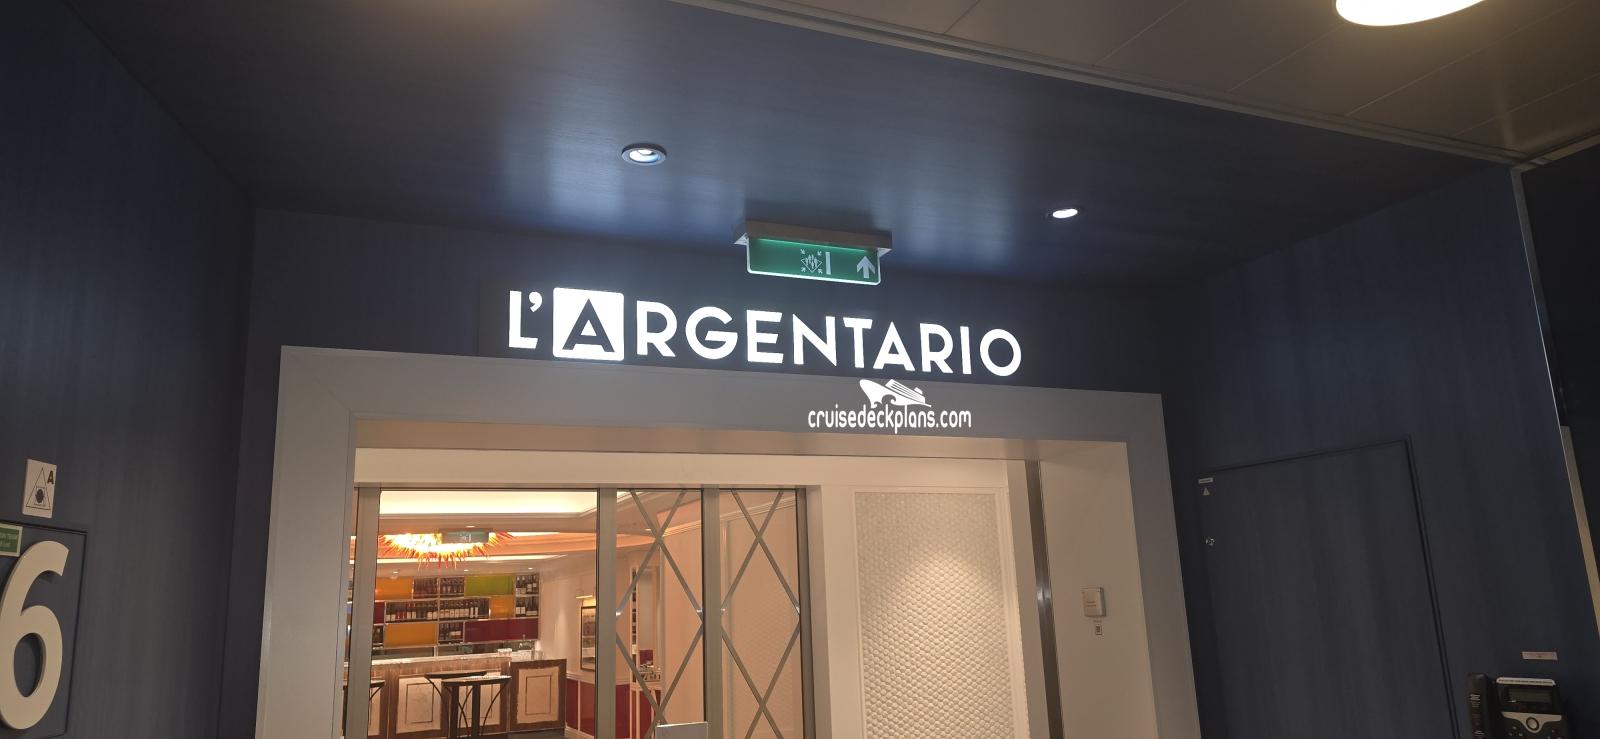 L'ARGENTARIO
cruisedeckplans.com
A
6